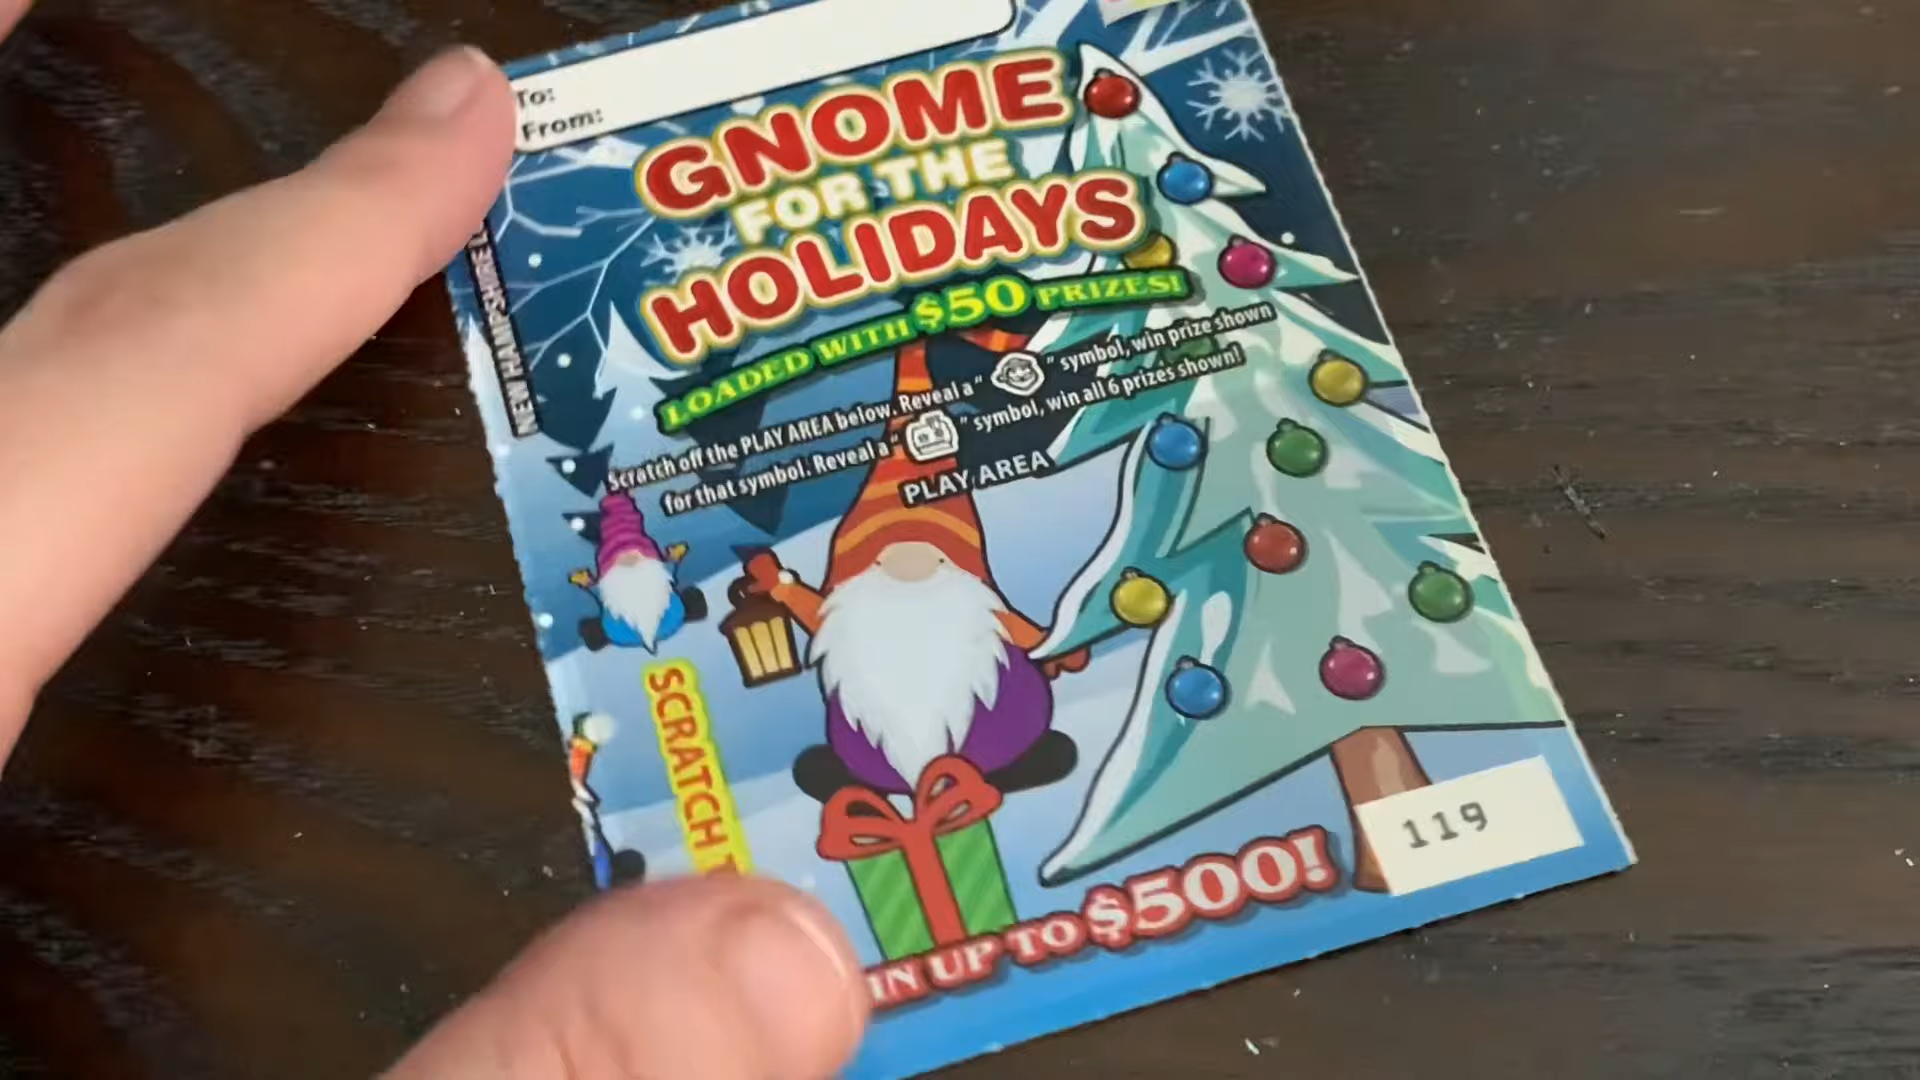 To:
From:
GNOME
FOR THE
HOLIDAYS
LOADED WITH $50 PRIZES!
Scratch off the PLAY AREA below. Reveal a " " symbol, win prize shown
for that symbol. Reveal a " " symbol, win all 6 prizes shown!
PLAY AREA
NEW HAMPSHIRE
SCRATCH
IN UP TO $500!
119